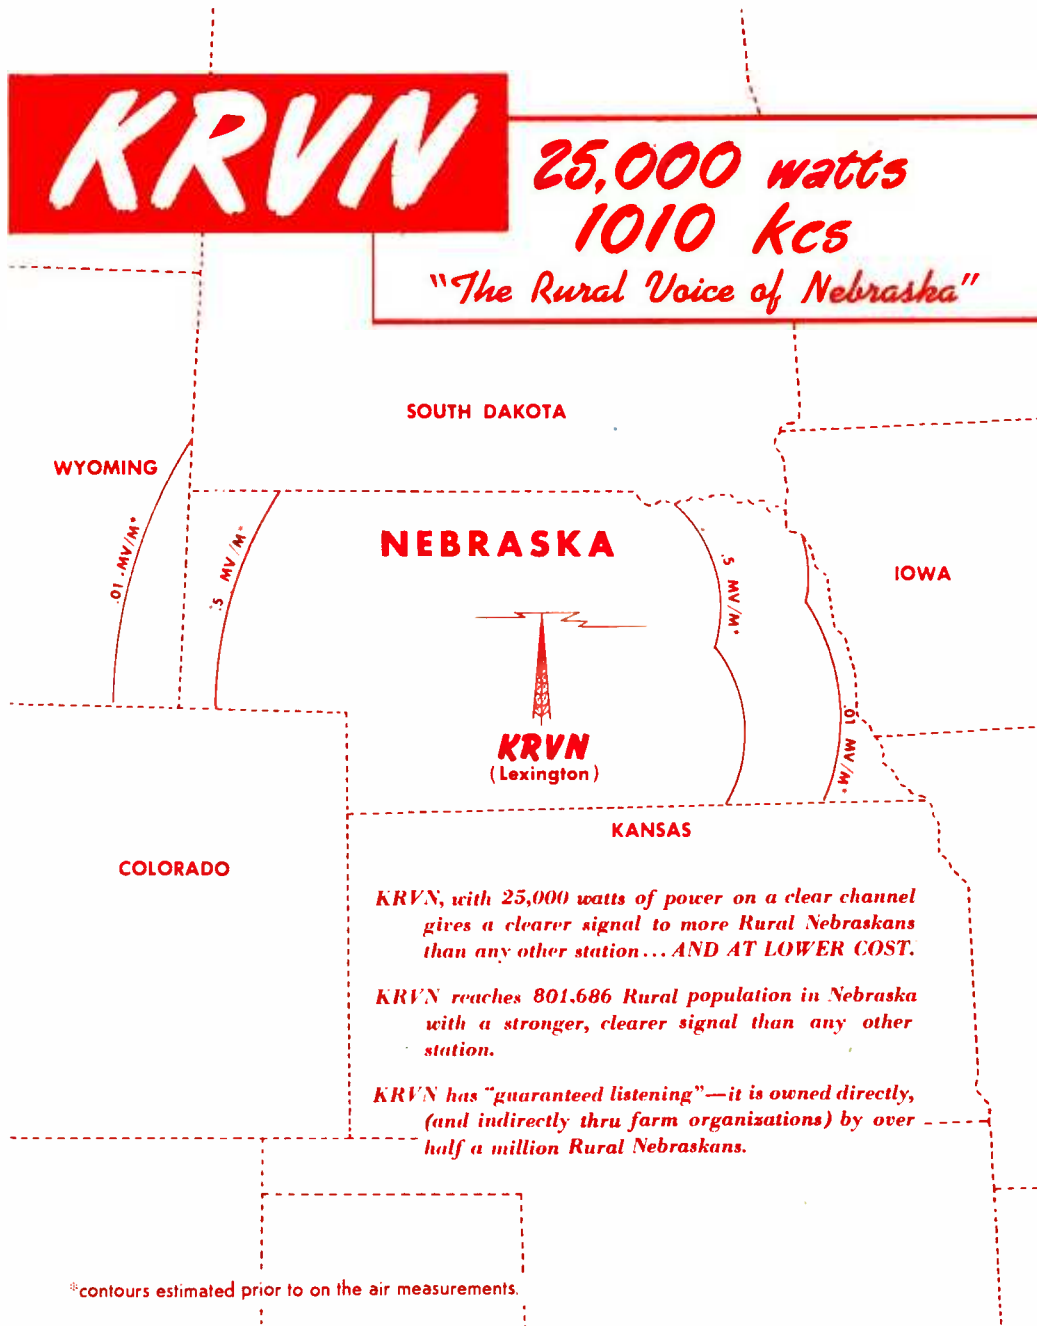 KRVN
25,000 watts
1010 kcs
"The Rural Voice of Nebraska"
SOUTH DAKOTA
WYOMING
.01 MV/M*
.5 MV/M*
NEBRASKA
.5 MV/M*
IOWA
KRVN
(Lexington)
.01 MV/M*
KANSAS
COLORADO
KRVN, with 25,000 watts of power on a clear channel
gives a clearer signal to more Rural Nebraskans
than any other station... AND AT LOWER COST.
KRVN reaches 801,686 Rural population in Nebraska
with a stronger, clearer signal than any other
station.
KRVN has "guaranteed listening"—it is owned directly,
(and indirectly thru farm organizations) by over
half a million Rural Nebraskans.
*contours estimated prior to on the air measurements.